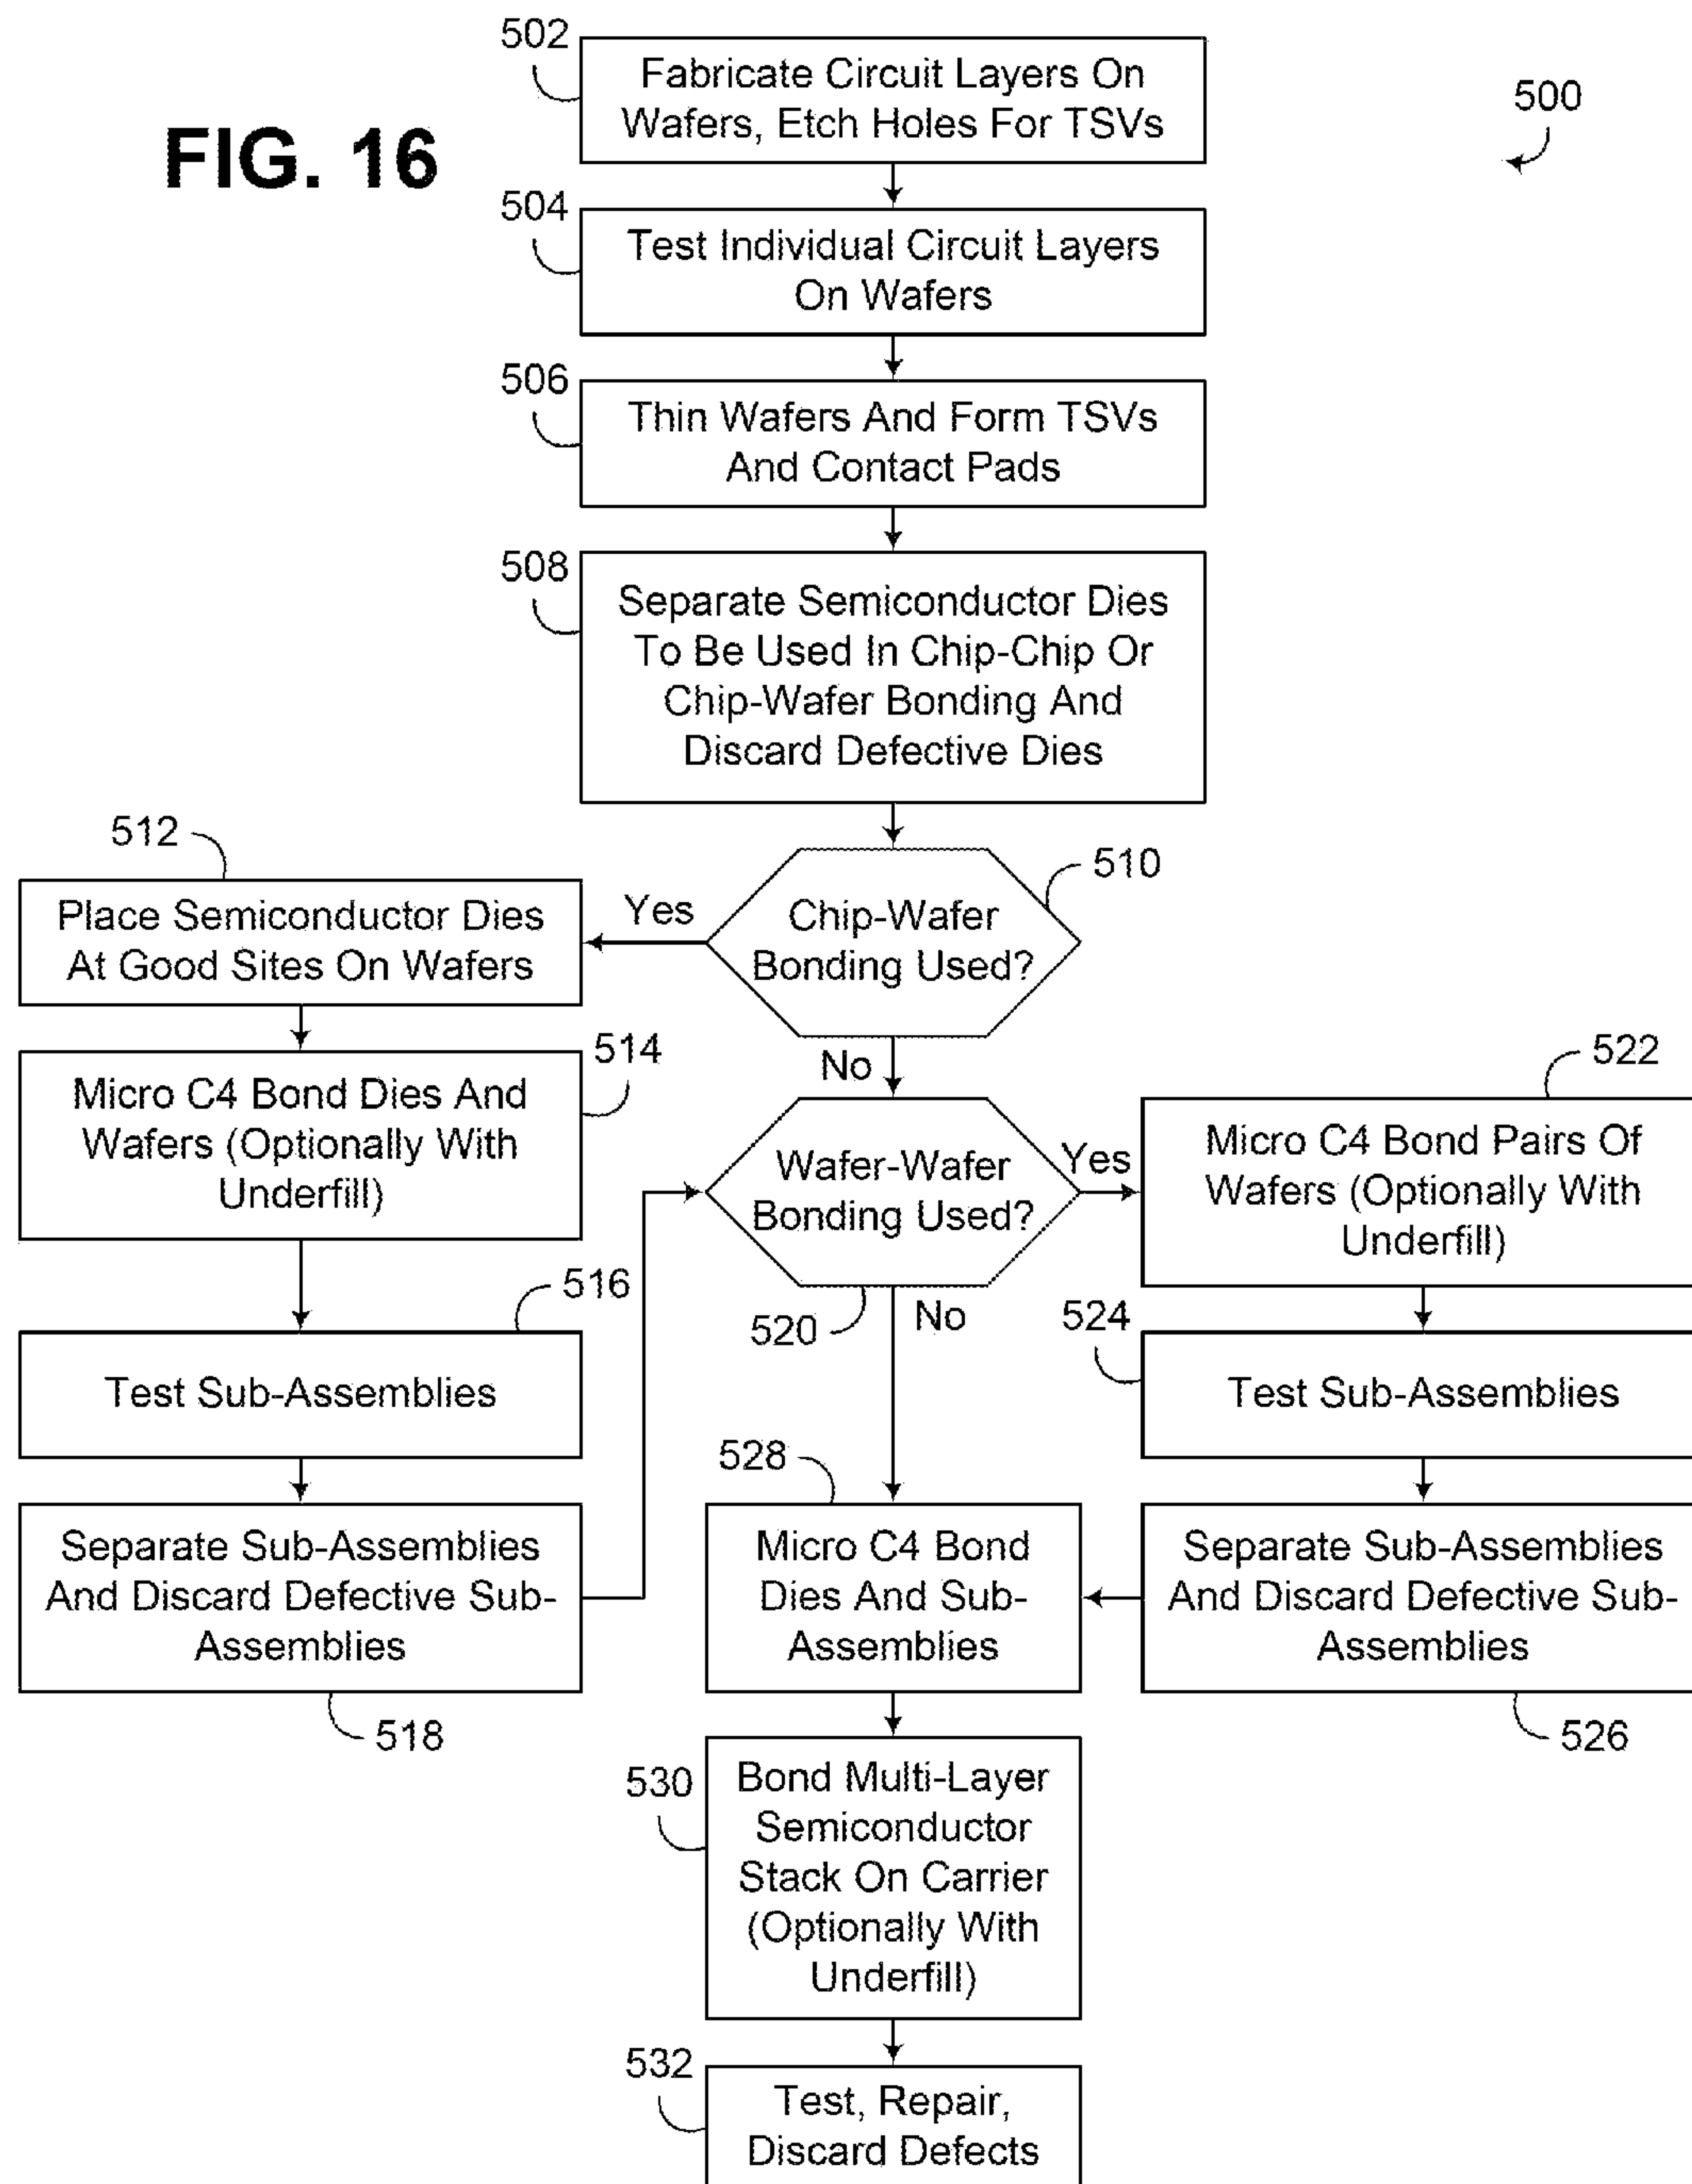 FIG. 16
500
502
Fabricate Circuit Layers On
Wafers, Etch Holes For TSVs
504
Test Individual Circuit Layers
On Wafers
506
Thin Wafers And Form TSVs
And Contact Pads
508
Separate Semiconductor Dies
To Be Used In Chip-Chip Or
Chip-Wafer Bonding And
Discard Defective Dies
510
Chip-Wafer
Bonding Used?
Yes
No
512
Place Semiconductor Dies
At Good Sites On Wafers
514
Micro C4 Bond Dies And
Wafers (Optionally With
Underfill)
516
Test Sub-Assemblies
Separate Sub-Assemblies
And Discard Defective Sub-
Assemblies
518
Wafer-Wafer
Bonding Used?
520
Yes
No
522
Micro C4 Bond Pairs Of
Wafers (Optionally With
Underfill)
524
Test Sub-Assemblies
Separate Sub-Assemblies
And Discard Defective Sub-
Assemblies
526
528
Micro C4 Bond
Dies And Sub-
Assemblies
530
Bond Multi-Layer
Semiconductor
Stack On Carrier
(Optionally With
Underfill)
532
Test, Repair,
Discard Defects